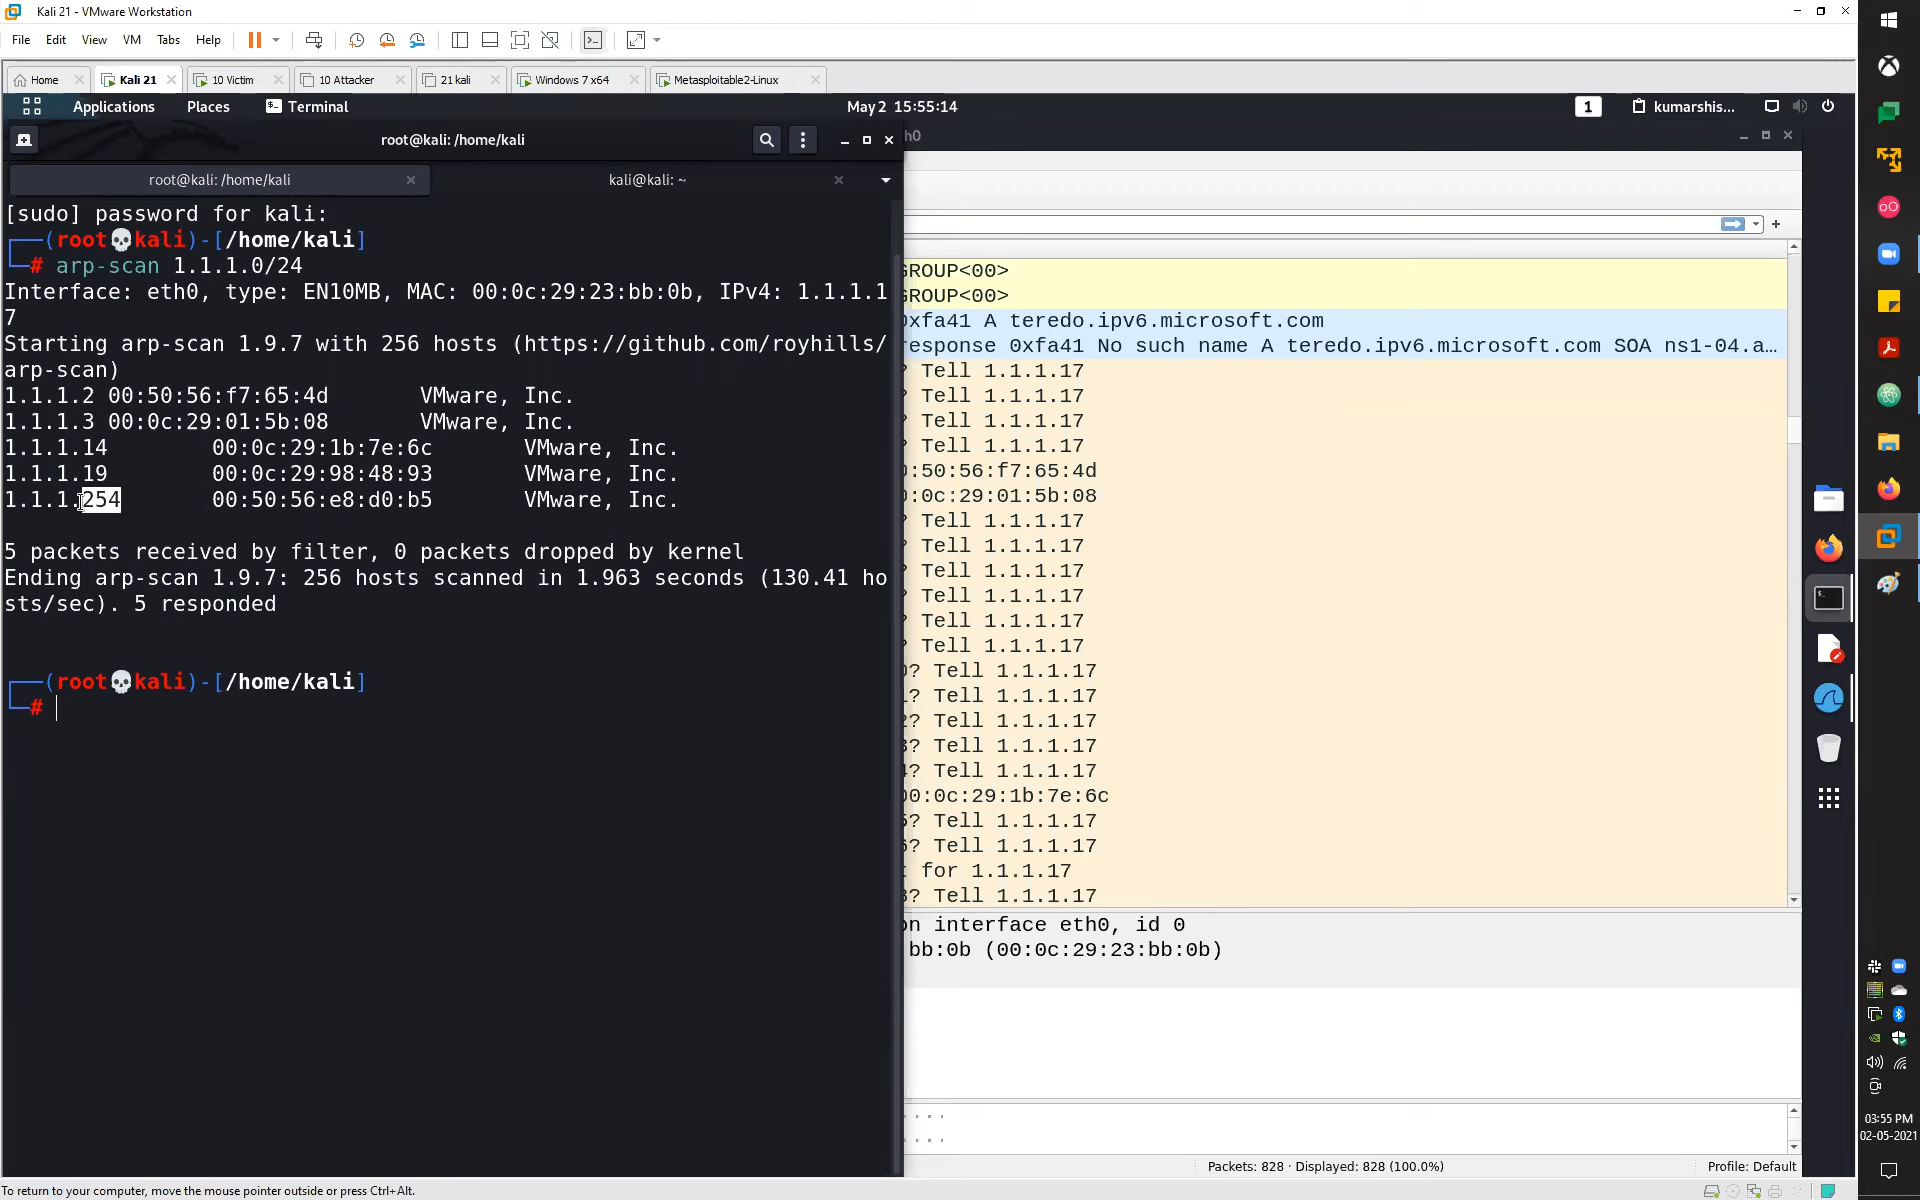 Kali 21 - VMware Workstation
File Edit View VM Tabs Help
Home Kali 21 10 Victim 10 Attacker 21 kali Windows 7 x64 Metasploitable2-Linux
Applications Places Terminal May 2 15:55:14 1 kumarshis...
root@kali: /home/kali
root@kali: /home/kali kali@kali: ~
[sudo] password for kali:
(root💀kali)-[/home/kali]
# arp-scan 1.1.1.0/24
Interface: eth0, type: EN10MB, MAC: 00:0c:29:23:bb:0b, IPv4: 1.1.1.1
7
Starting arp-scan 1.9.7 with 256 hosts (https://github.com/royhills/
arp-scan)
1.1.1.2 00:50:56:f7:65:4d VMware, Inc.
1.1.1.3 00:0c:29:01:5b:08 VMware, Inc.
1.1.1.14 00:0c:29:1b:7e:6c VMware, Inc.
1.1.1.19 00:0c:29:98:48:93 VMware, Inc.
1.1.1.254 00:50:56:e8:d0:b5 VMware, Inc.
5 packets received by filter, 0 packets dropped by kernel
Ending arp-scan 1.9.7: 256 hosts scanned in 1.963 seconds (130.41 ho
sts/sec). 5 responded
(root💀kali)-[/home/kali]
#
h0
GROUP<00>
GROUP<00>
0xfa41 A teredo.ipv6.microsoft.com
response 0xfa41 No such name A teredo.ipv6.microsoft.com SOA ns1-04.a…
? Tell 1.1.1.17
? Tell 1.1.1.17
? Tell 1.1.1.17
? Tell 1.1.1.17
0:50:56:f7:65:4d
0:0c:29:01:5b:08
? Tell 1.1.1.17
? Tell 1.1.1.17
? Tell 1.1.1.17
? Tell 1.1.1.17
? Tell 1.1.1.17
? Tell 1.1.1.17
0? Tell 1.1.1.17
1? Tell 1.1.1.17
2? Tell 1.1.1.17
3? Tell 1.1.1.17
4? Tell 1.1.1.17
00:0c:29:1b:7e:6c
5? Tell 1.1.1.17
6? Tell 1.1.1.17
t for 1.1.1.17
8? Tell 1.1.1.17
on interface eth0, id 0
bb:0b (00:0c:29:23:bb:0b)
....
....
Packets: 828 · Displayed: 828 (100.0%) Profile: Default
03:55 PM
02-05-2021
To return to your computer, move the mouse pointer outside or press Ctrl+Alt.